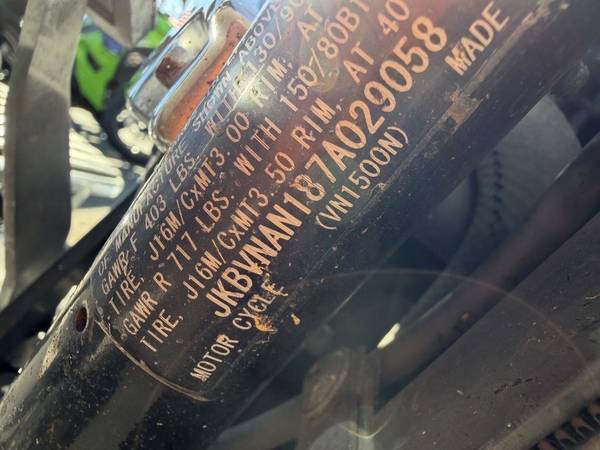 OF MANUFACTURE SHOWN ABOVE
GAWR F 403 LBS. WITH 130/90
TIRE, J16M/CxMT3.00 RIM, AT
GAWR R 717 LBS. WITH 150/80B1
TIRE, J16M/CxMT3 50 RIM, AT 40
JKBVNAN187A029058
(VN1500N)
MOTOR CYCLE MADE